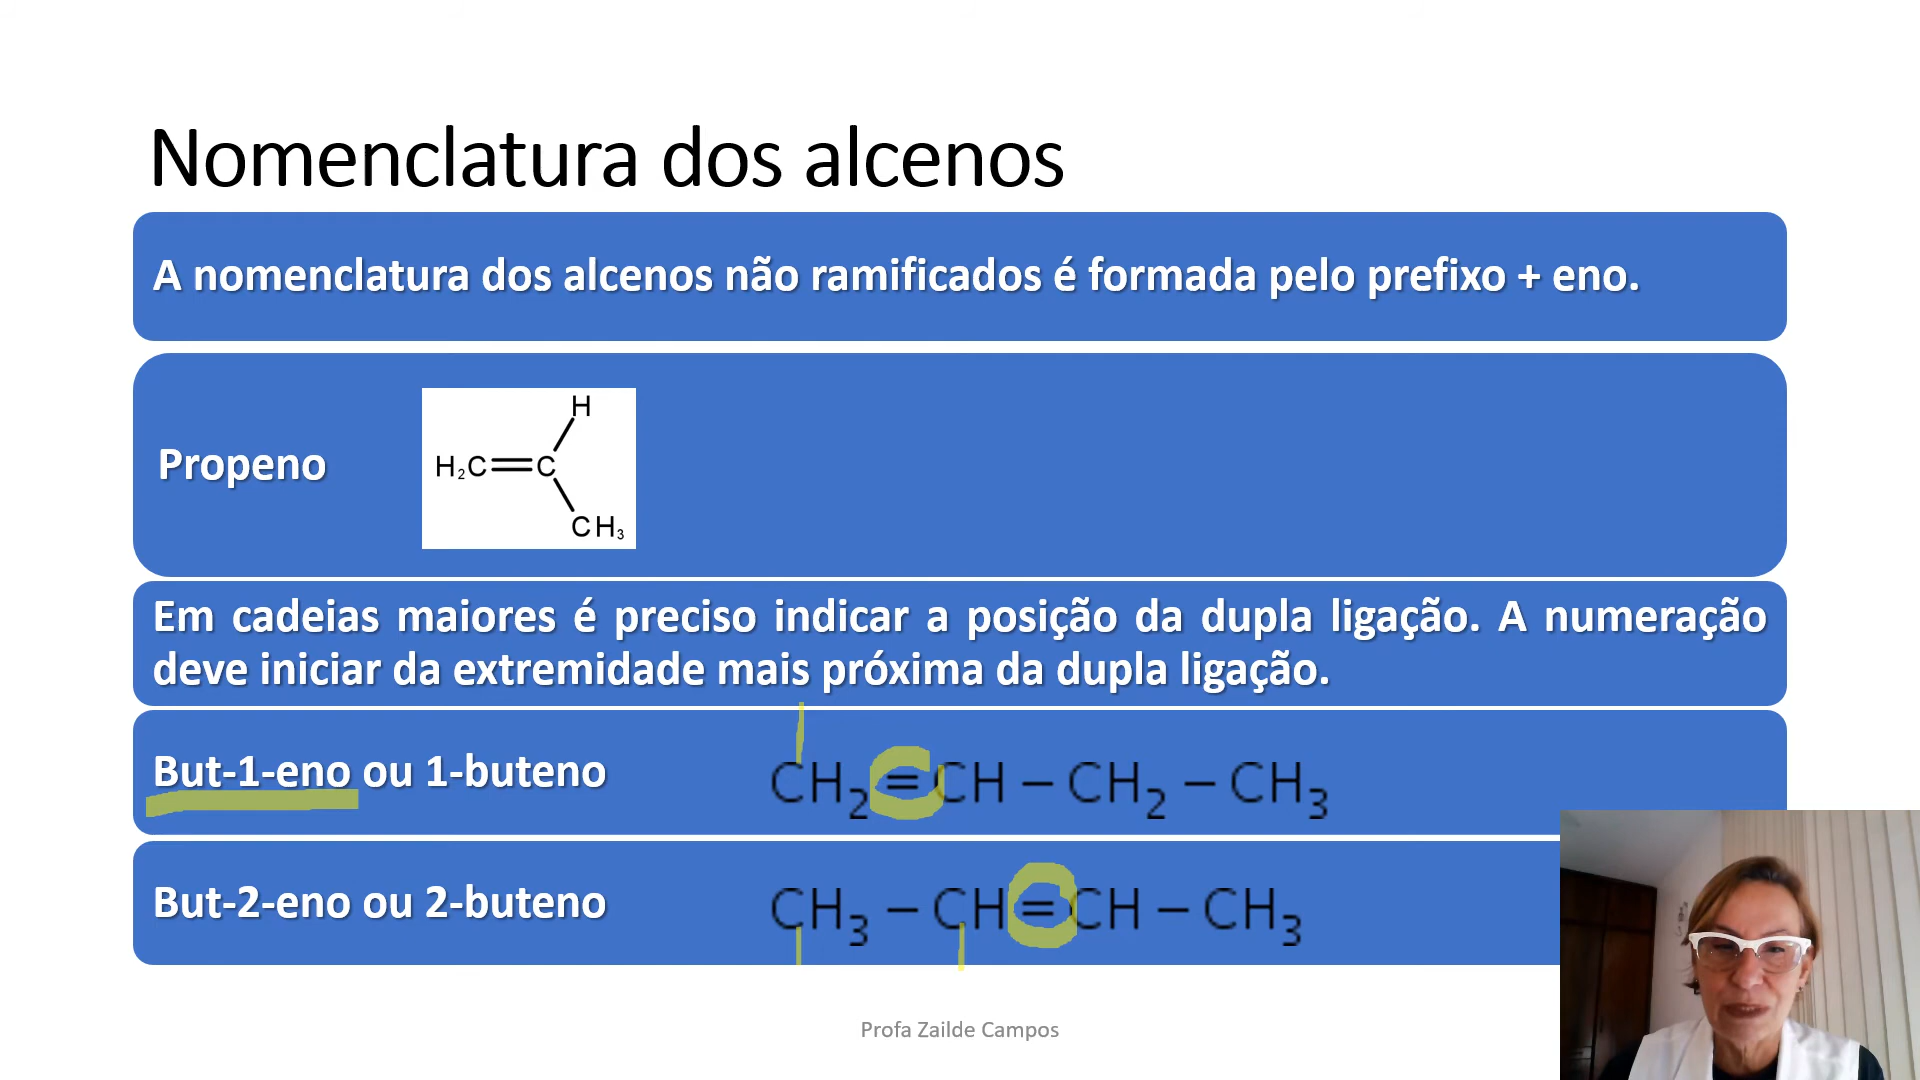 Nomenclatura dos alcenos
A nomenclatura dos alcenos não ramificados é formada pelo prefixo + eno.
Propeno
H
H₂C=C
CH₃
Em cadeias maiores é preciso indicar a posição da dupla ligação. A numeração
deve iniciar da extremidade mais próxima da dupla ligação.
But-1-eno ou 1-buteno
CH₂=CH – CH₂ – CH₃
But-2-eno ou 2-buteno
CH₃ – CH=CH – CH₃
Profa Zailde Campos